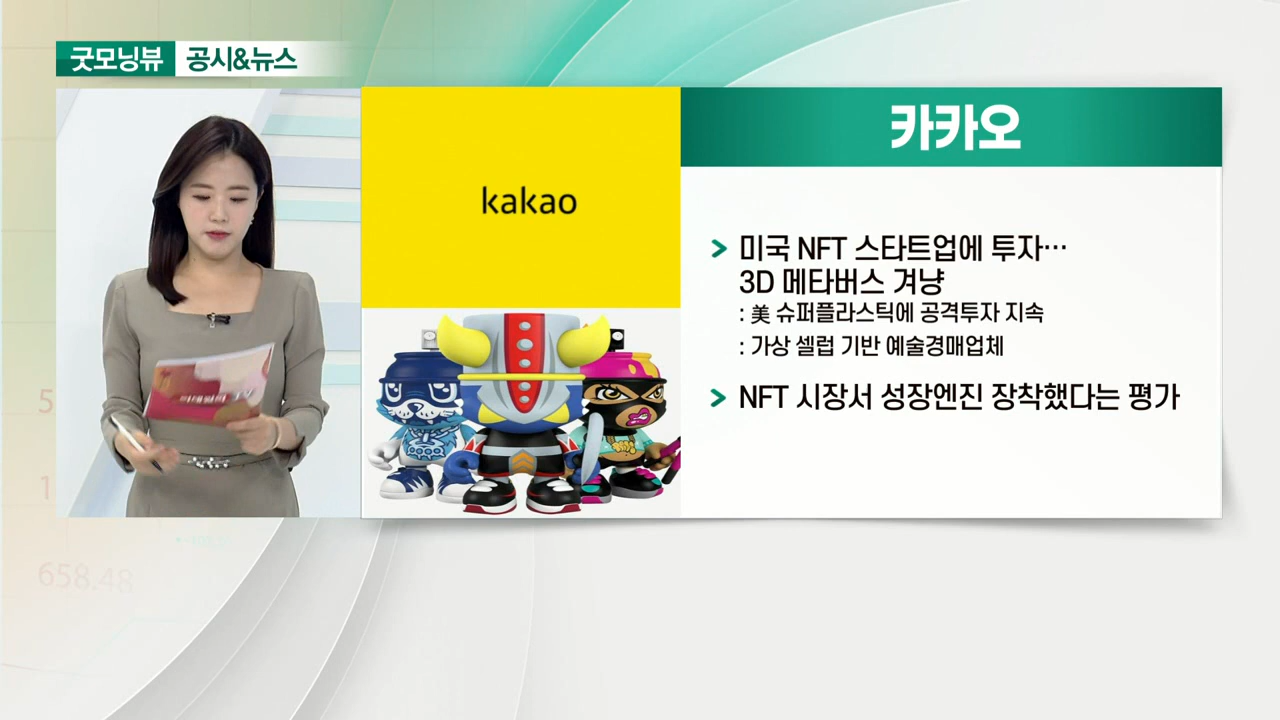 굿모닝뷰 공시&뉴스
kakao
카카오
미국 NFT 스타트업에 투자…
3D 메타버스 겨냥
: 美 슈퍼플라스틱에 공격투자 지속
: 가상 셀럽 기반 예술경매업체
NFT 시장서 성장엔진 장착했다는 평가
658.48